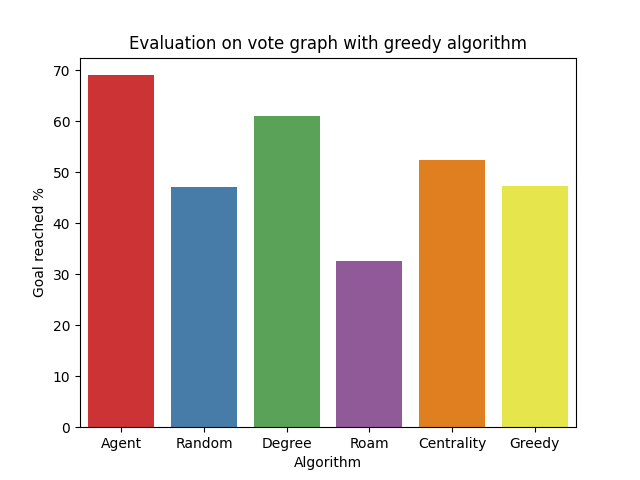 Evaluation on vote graph with greedy algorithm
Goal reached %
70
60
50
40
30
20
10
0
Agent Random Degree Roam Centrality Greedy
Algorithm